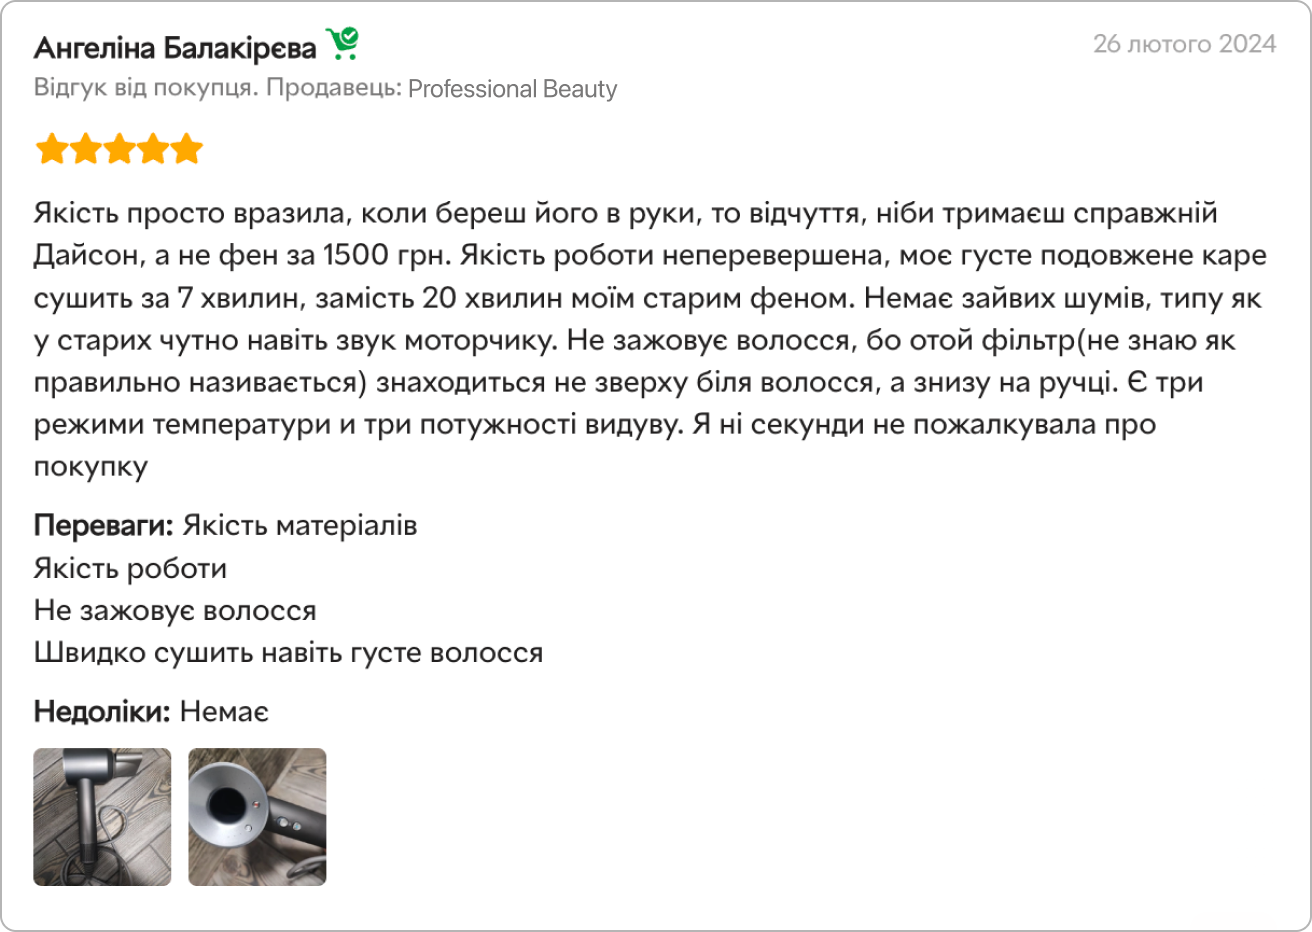 Ангеліна Балакірєва
26 лютого 2024
Відгук від покупця. Продавець: Professional Beauty
Якість просто вразила, коли береш його в руки, то відчуття, ніби тримаєш справжній
Дайсон, а не фен за 1500 грн. Якість роботи неперевершена, моє густе подовжене каре
сушить за 7 хвилин, замість 20 хвилин моїм старим феном. Немає зайвих шумів, типу як
у старих чутно навіть звук моторчику. Не зажовує волосся, бо отой фільтр(не знаю як
правильно називається) знаходиться не зверху біля волосся, а знизу на ручці. Є три
режими температури и три потужності видуву. Я ні секунди не пожалкувала про
покупку
Переваги: Якість матеріалів
Якість роботи
Не зажовує волосся
Швидко сушить навіть густе волосся
Недоліки: Немає